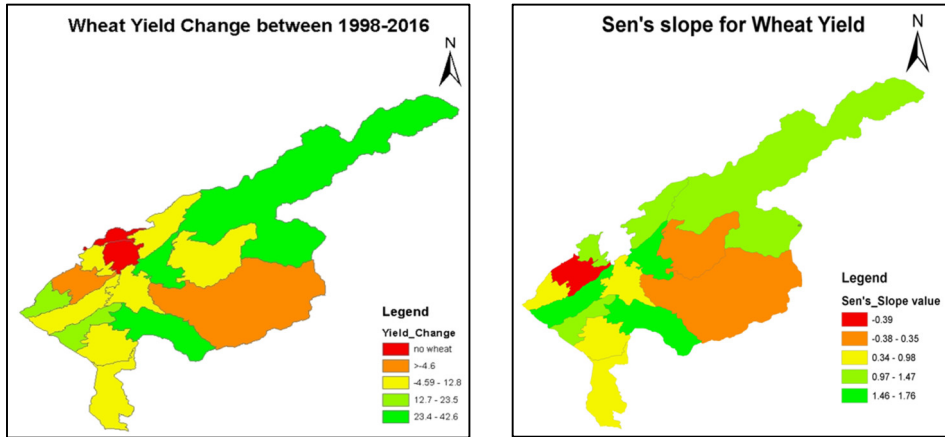 Wheat Yield Change between 1998-2016
N
Legend
Yield_Change
no wheat
>-4.6
-4.59 - 12.8
12.7 - 23.5
23.4 - 42.6
Sen's slope for Wheat Yield
N
Legend
Sen's_Slope value
-0.39
-0.38 - 0.35
0.34 - 0.98
0.97 - 1.47
1.46 - 1.76